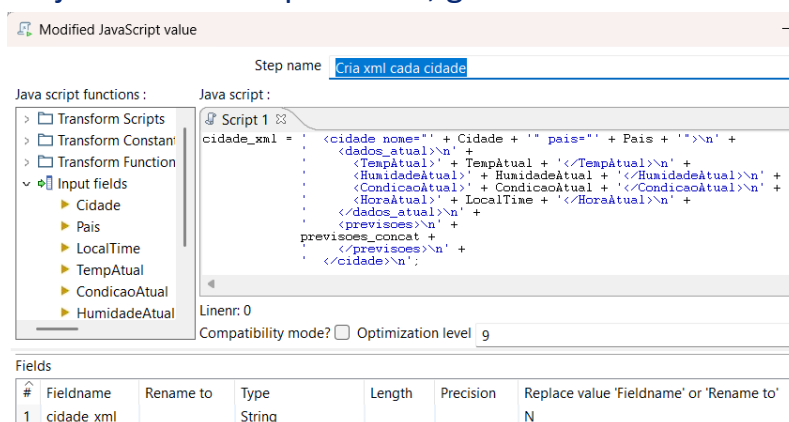 Modified JavaScript value
Step name Cria xml cada cidade
Java script functions : Java script :
Transform Scripts
Transform Constant
Transform Function
Input fields
Cidade
Pais
LocalTime
TempAtual
CondicaoAtual
HumidadeAtual
Script 1
cidade_xml = ' <cidade nome="' + Cidade + '" pais="' + Pais + '">\n' +
' <dados_atual>\n' +
' <TempAtual>' + TempAtual + '</TempAtual>\n' +
' <HumidadeAtual>' + HumidadeAtual + '</HumidadeAtual>\n' +
' <CondicaoAtual>' + CondicaoAtual + '</CondicaoAtual>\n' +
' <HoraAtual>' + LocalTime + '</HoraAtual>\n' +
' </dados_atual>\n' +
' <previsoes>\n' +
previsoes_concat +
' </previsoes>\n' +
' </cidade>\n';
Linenr: 0
Compatibility mode? Optimization level 9
Fields
# Fieldname Rename to Type Length Precision Replace value 'Fieldname' or 'Rename to'
1 cidade_xml String N